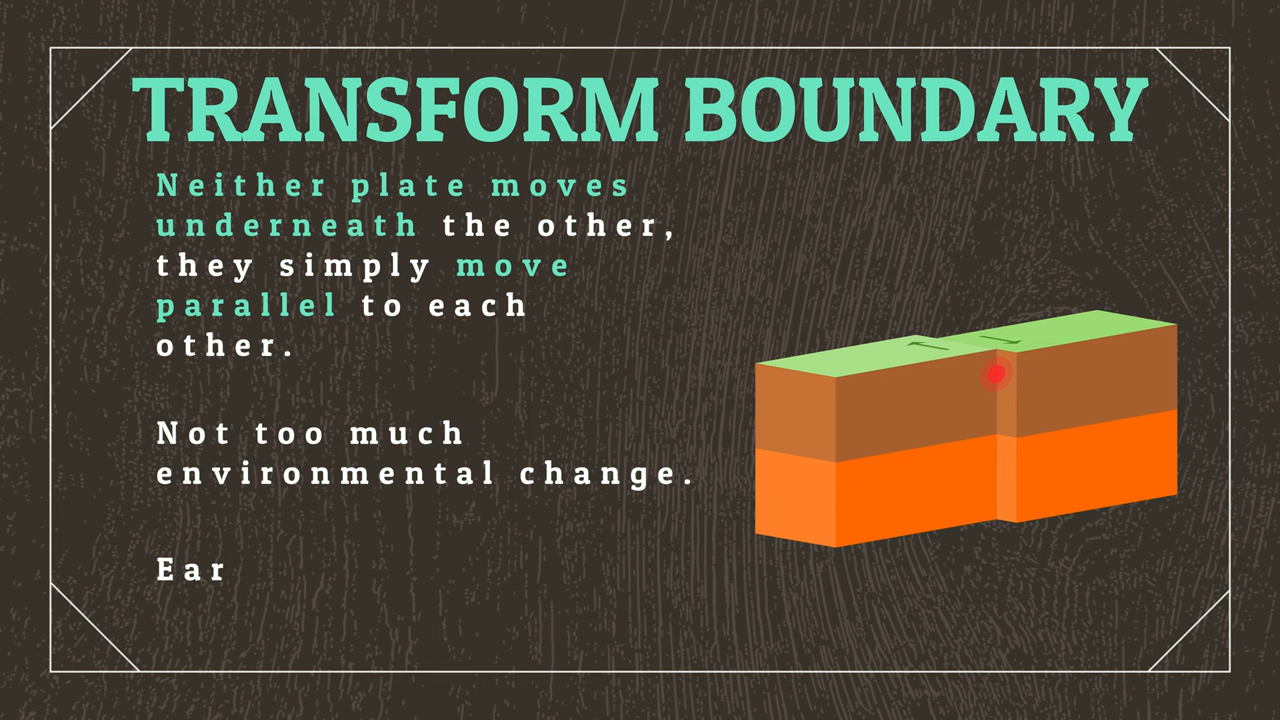 TRANSFORM BOUNDARY
Neither plate moves
underneath the other,
they simply move
parallel to each
other.
Not too much
environmental change.
Ear